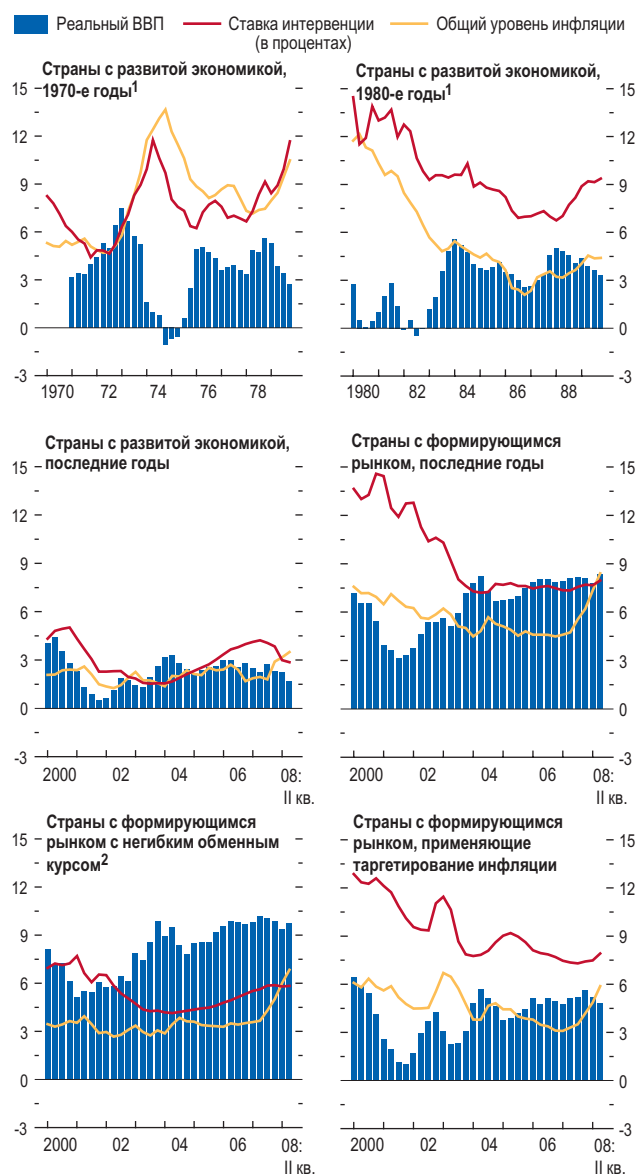 Реальный ВВП
Ставка интервенции
(в процентах)
Общий уровень инфляции
Страны с развитой экономикой,
1970-е годы1
15
12
9
6
3
0
-3
1970 72 74 76 78
Страны с развитой экономикой,
1980-е годы1
15
12
9
6
3
0
-3
1980 82 84 86 88
Страны с развитой экономикой,
последние годы
15
12
9
6
3
0
-3
2000 02 04 06 08:
II кв.
Страны с формирующимся
рынком, последние годы
15
12
9
6
3
0
-3
2000 02 04 06 08:
II кв.
Страны с формирующимся
рынком с негибким обменным
курсом2
15
12
9
6
3
0
-3
2000 02 04 06 08:
II кв.
Страны с формирующимся
рынком, применяющие
таргетирование инфляции
15
12
9
6
3
0
-3
2000 02 04 06 08:
II кв.